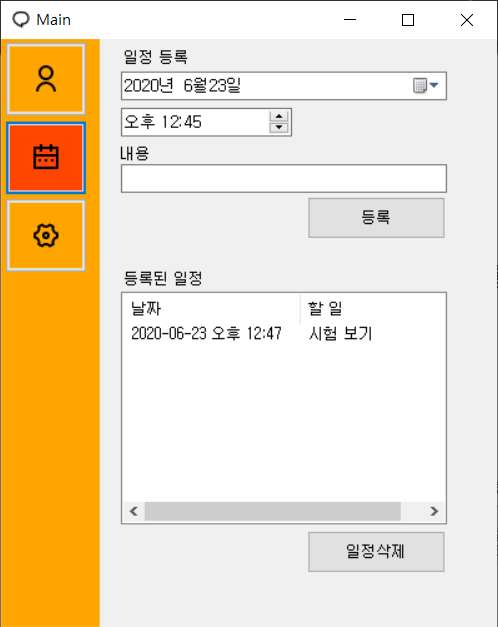 Main
일정 등록
2020년 6월23일
오후 12:45
내용
등록
등록된 일정
날짜 할 일
2020-06-23 오후 12:47 시험 보기
일정삭제